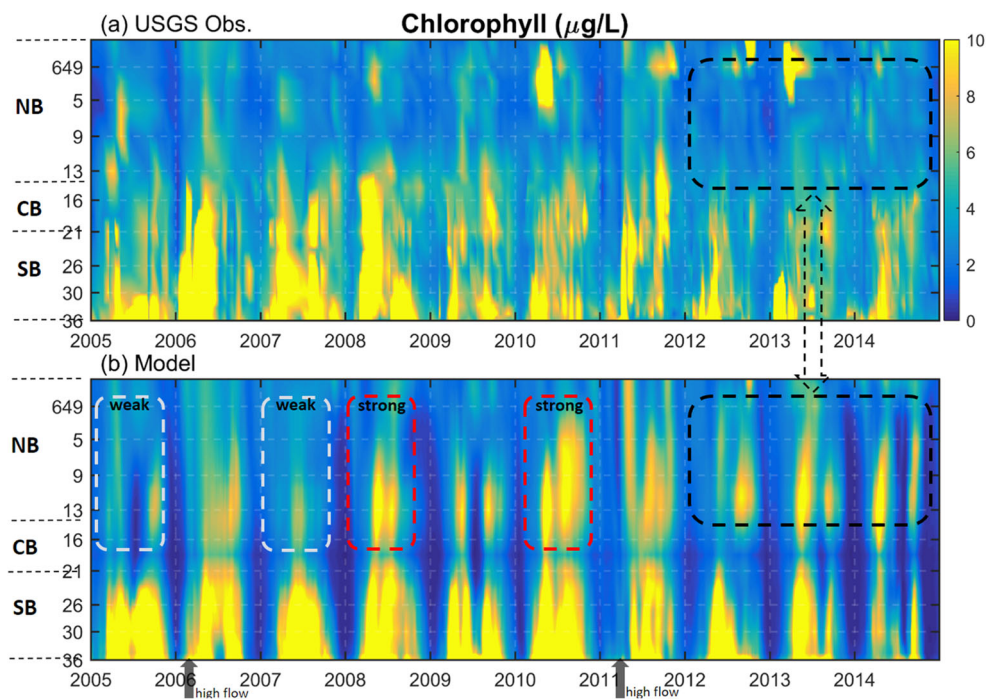 (a) USGS Obs.
Chlorophyll (μg/L)
NB
CB
SB
649
5
9
13
16
21
26
30
36
2005 2006 2007 2008 2009 2010 2011 2012 2013 2014
10
8
6
4
2
0
(b) Model
NB
CB
SB
649
5
9
13
16
21
26
30
36
weak weak strong strong
2005 2006 2007 2008 2009 2010 2011 2012 2013 2014
high flow high flow